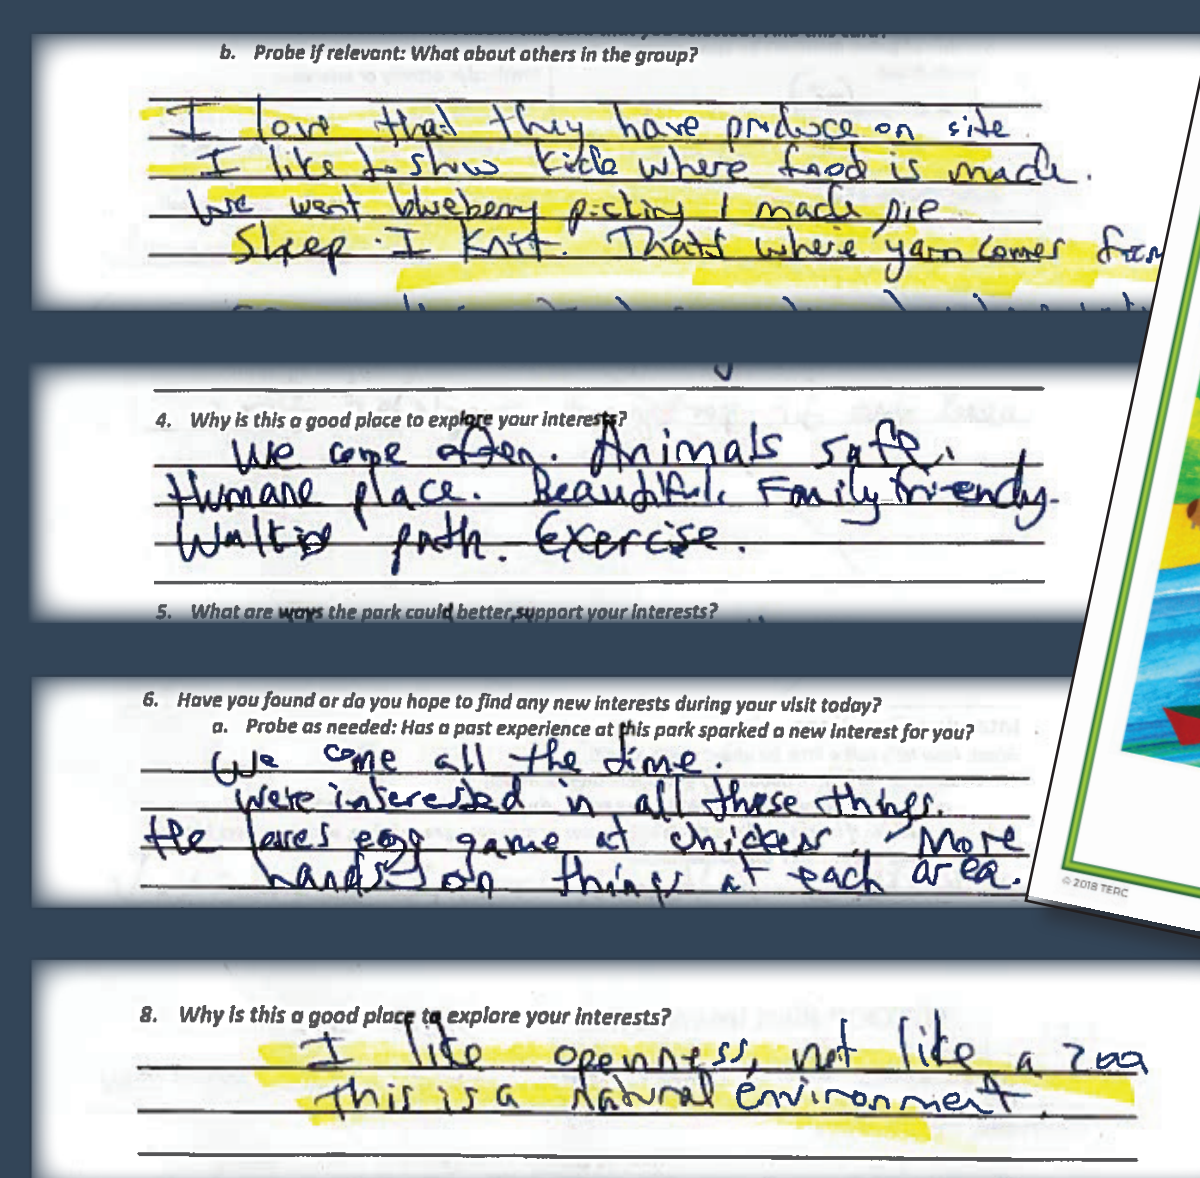 b. Probe if relevant: What about others in the group?
I love that they have produce on site.
I like to show kids where food is made.
We went blueberry picking I made pie
Sheep. I knit. That's where yarn comes from
4. Why is this a good place to explore your interests?
We come often. Animals safe.
Humane place. Beautiful. Family friendly.
Walking path. Exercise.
5. What are ways the park could better support your interests?
6. Have you found or do you hope to find any new interests during your visit today?
a. Probe as needed: Has a past experience at this park sparked a new interest for you?
We come all the time.
We're interested in all these things.
He loves egg game at chicken. More
hands on things at each area.
© 2018 TERC
8. Why is this a good place to explore your interests?
I like openness, not like a zoo
This is a natural environment.